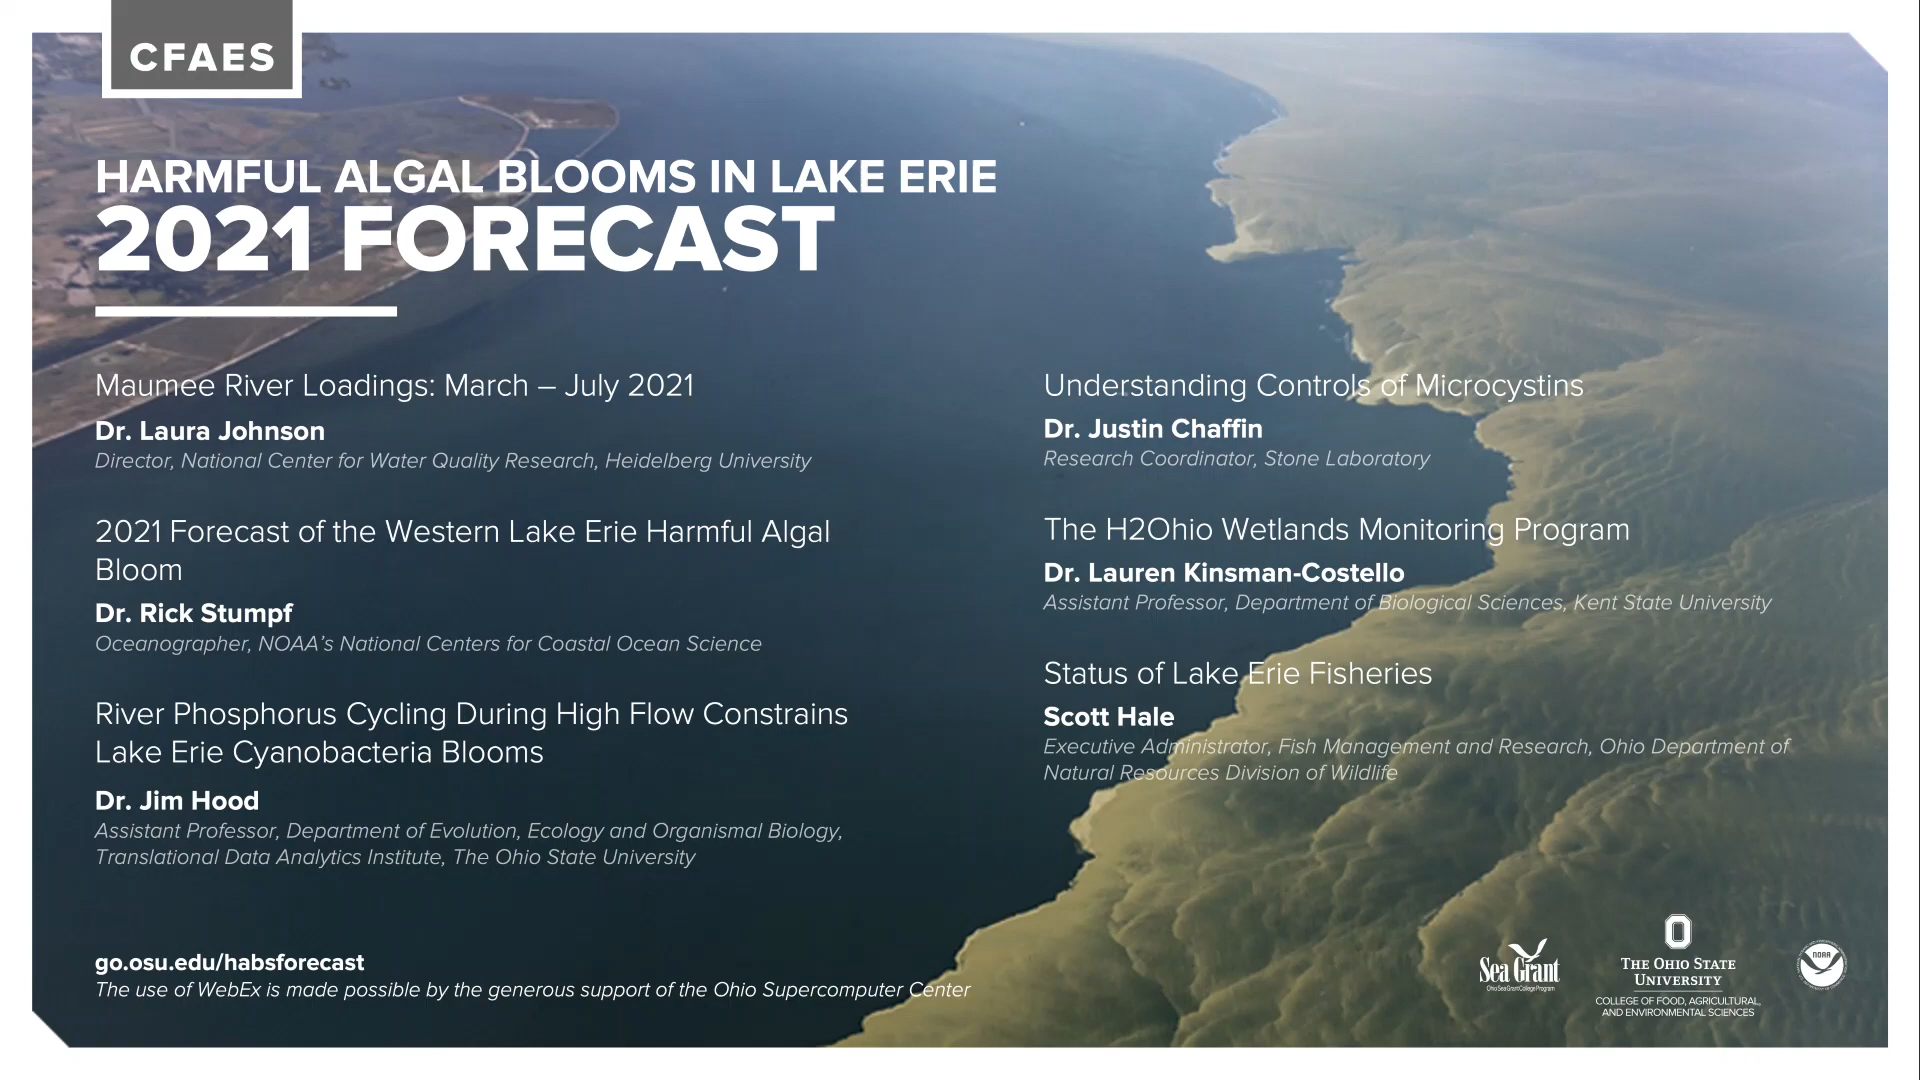 CFAES
HARMFUL ALGAL BLOOMS IN LAKE ERIE
2021 FORECAST
Maumee River Loadings: March – July 2021
Dr. Laura Johnson
Director, National Center for Water Quality Research, Heidelberg University
2021 Forecast of the Western Lake Erie Harmful Algal
Bloom
Dr. Rick Stumpf
Oceanographer, NOAA's National Centers for Coastal Ocean Science
River Phosphorus Cycling During High Flow Constrains
Lake Erie Cyanobacteria Blooms
Dr. Jim Hood
Assistant Professor, Department of Evolution, Ecology and Organismal Biology,
Translational Data Analytics Institute, The Ohio State University
Understanding Controls of Microcystins
Dr. Justin Chaffin
Research Coordinator, Stone Laboratory
The H2Ohio Wetlands Monitoring Program
Dr. Lauren Kinsman-Costello
Assistant Professor, Department of Biological Sciences, Kent State University
Status of Lake Erie Fisheries
Scott Hale
Executive Administrator, Fish Management and Research, Ohio Department of
Natural Resources Division of Wildlife
go.osu.edu/habsforecast
The use of WebEx is made possible by the generous support of the Ohio Supercomputer Center
Sea Grant
Ohio Sea Grant College Program
THE OHIO STATE
UNIVERSITY
COLLEGE OF FOOD, AGRICULTURAL,
AND ENVIRONMENTAL SCIENCES
NOAA